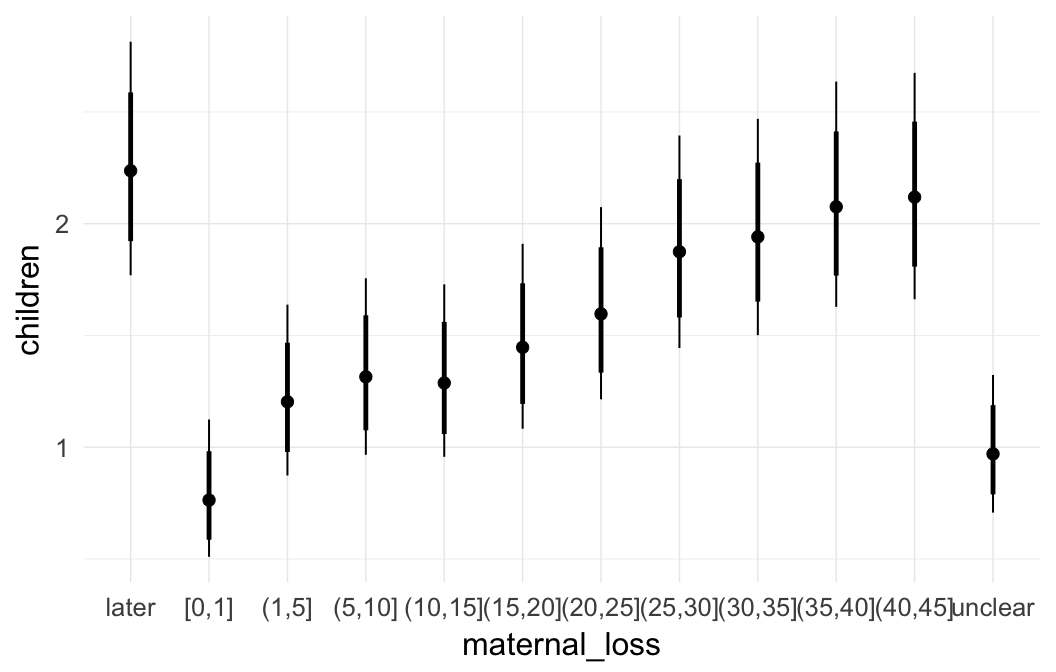 children
2
1
later [0,1] (1,5] (5,10] (10,15] (15,20] (20,25] (25,30] (30,35] (35,40] (40,45] unclear
maternal_loss